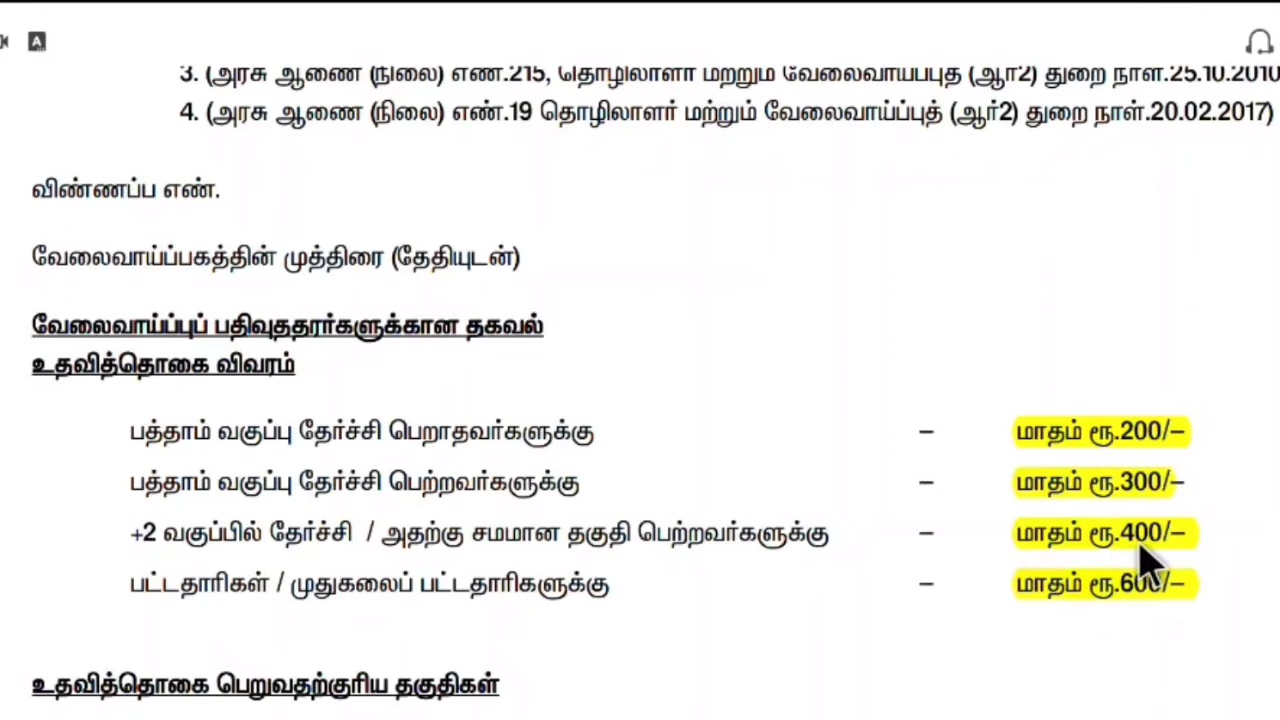 3. (அரசு ஆணை (நிலை) எண்.215, தொழிலாளர் மற்றும் வேலைவாய்ப்புத் (ஆர்2) துறை நாள்.25.10.2010
4. (அரசு ஆணை (நிலை) எண்.19 தொழிலாளர் மற்றும் வேலைவாய்ப்புத் (ஆர்2) துறை நாள்.20.02.2017)
விண்ணப்ப எண்.
வேலைவாய்ப்பகத்தின் முத்திரை (தேதியுடன்)
வேலைவாய்ப்புப் பதிவுததரர்களுக்கான தகவல்
உதவித்தொகை விவரம்
பத்தாம் வகுப்பு தேர்ச்சி பெறாதவர்களுக்கு – மாதம் ரூ.200/–
பத்தாம் வகுப்பு தேர்ச்சி பெற்றவர்களுக்கு – மாதம் ரூ.300/–
+2 வகுப்பில் தேர்ச்சி / அதற்கு சமமான தகுதி பெற்றவர்களுக்கு – மாதம் ரூ.400/–
பட்டதாரிகள் / முதுகலைப் பட்டதாரிகளுக்கு – மாதம் ரூ.600/–
உதவித்தொகை பெறுவதற்குரிய தகுதிகள்